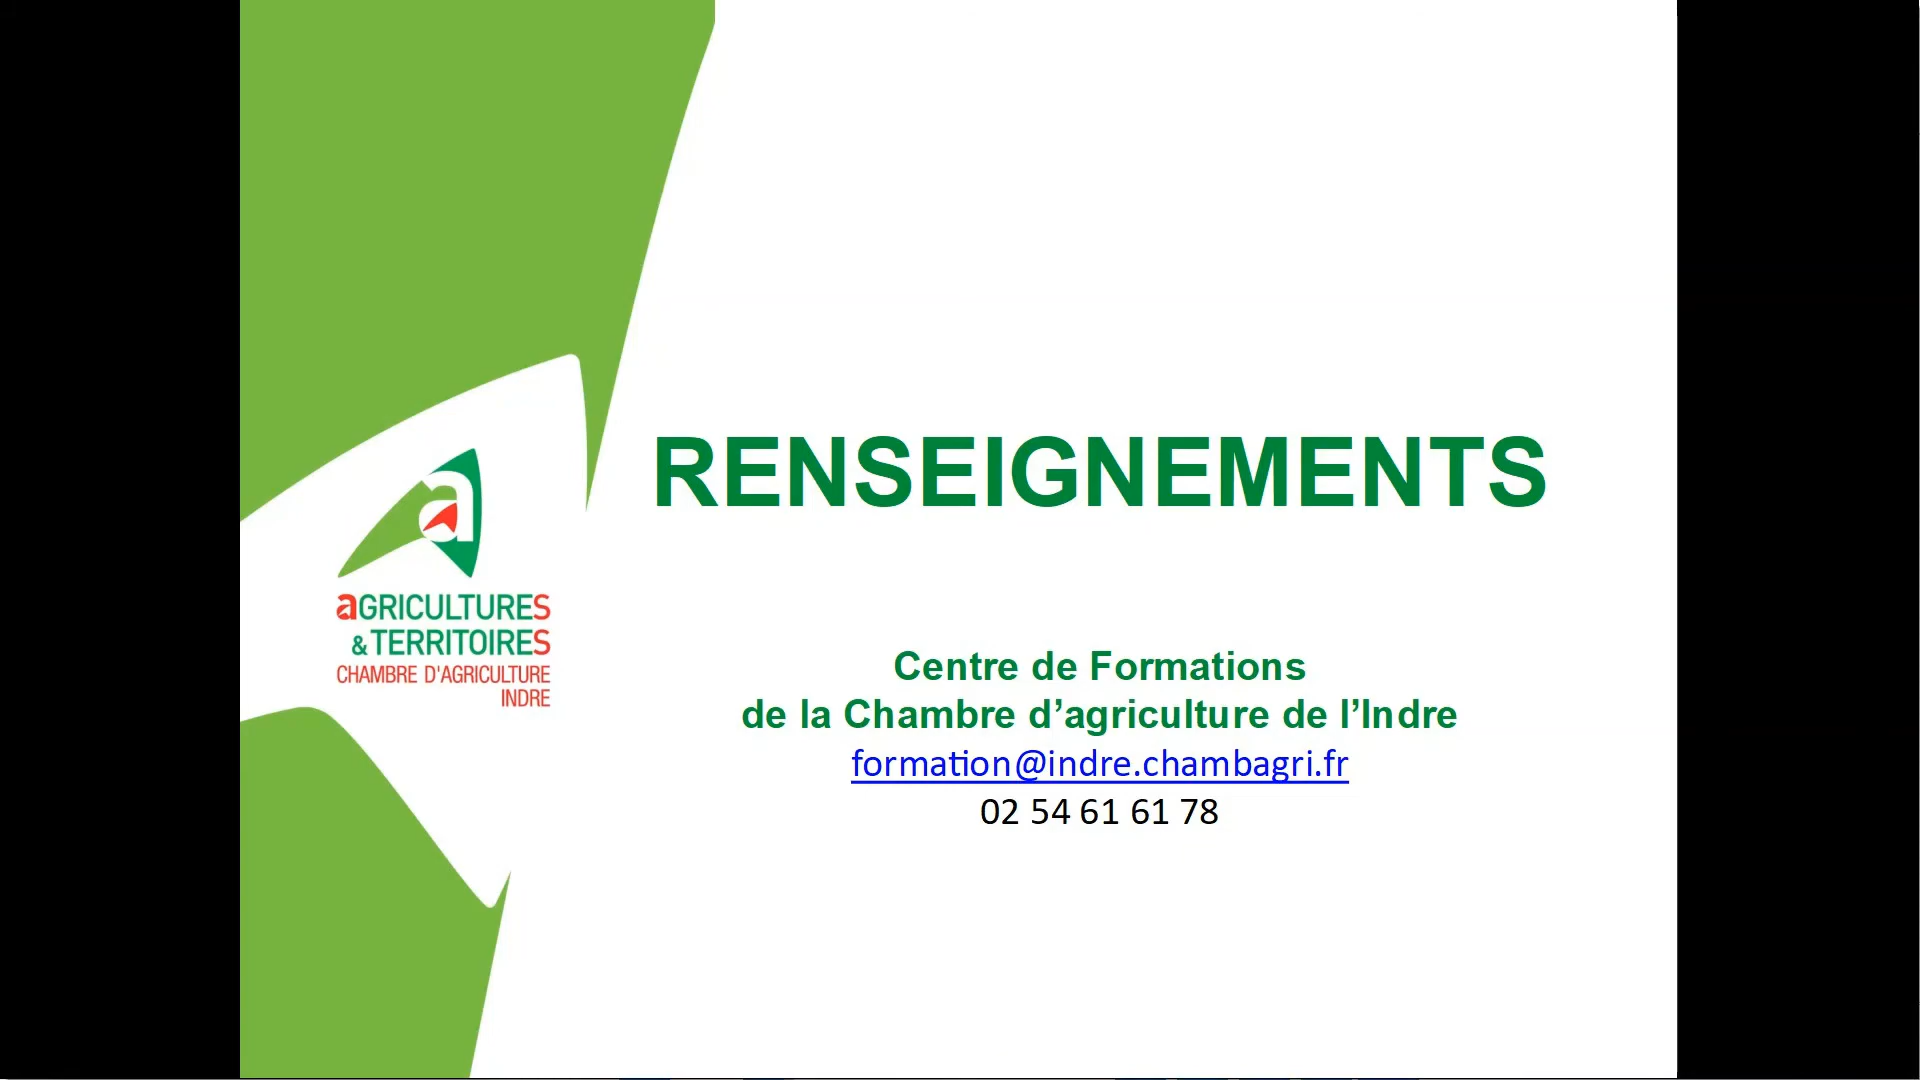 RENSEIGNEMENTS
a
aGRICULTURES
& TERRITOIRES
CHAMBRE D'AGRICULTURE
INDRE
Centre de Formations
de la Chambre d’agriculture de l’Indre
formation@indre.chambagri.fr
02 54 61 61 78